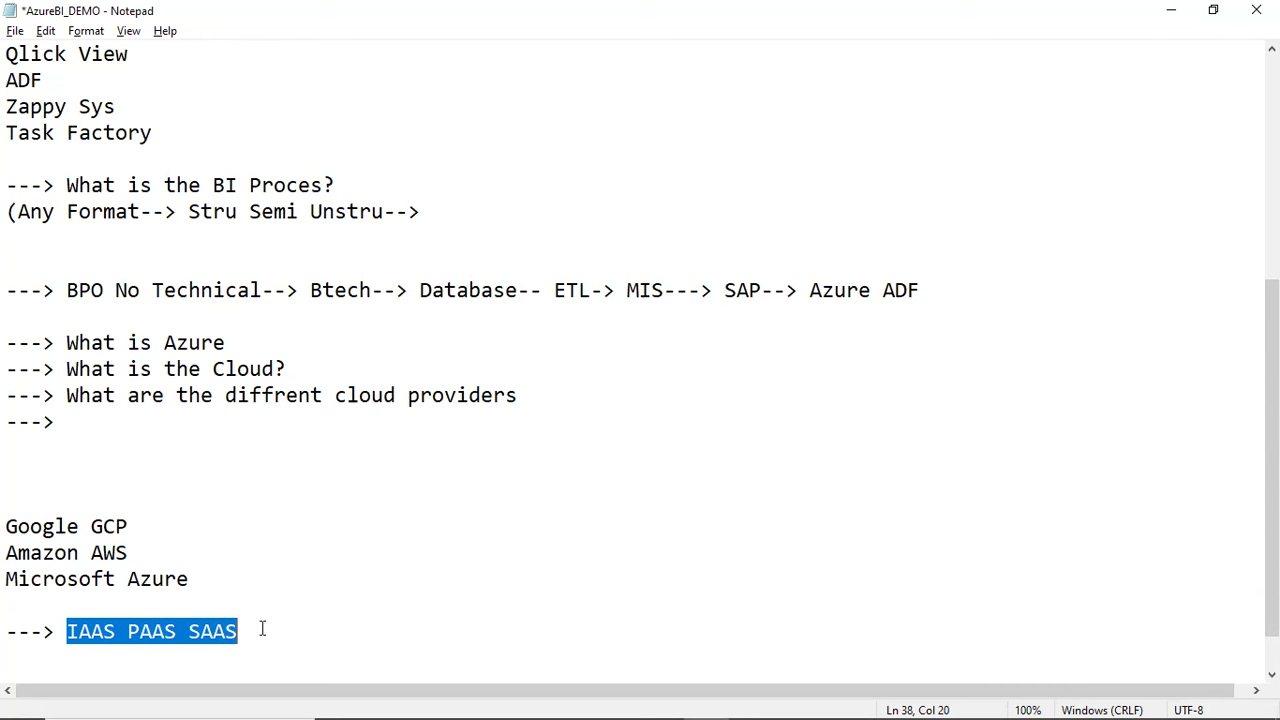 *AzureBI_DEMO - Notepad
File Edit Format View Help
Qlick View
ADF
Zappy Sys
Task Factory
---> What is the BI Proces?
(Any Format--> Stru Semi Unstru-->
---> BPO No Technical--> Btech--> Database-- ETL-> MIS---> SAP--> Azure ADF
---> What is Azure
---> What is the Cloud?
---> What are the diffrent cloud providers
--->
Google GCP
Amazon AWS
Microsoft Azure
---> IAAS PAAS SAAS
Ln 38, Col 20 100% Windows (CRLF) UTF-8